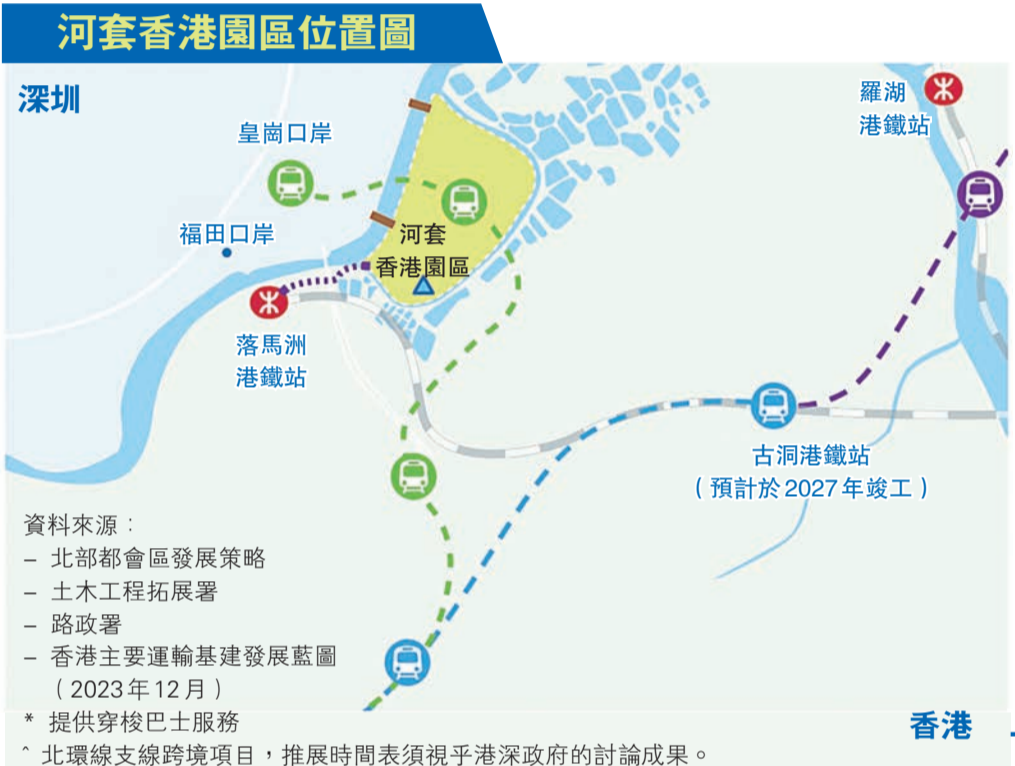 河套香港園區位置圖
深圳
羅湖
港鐵站
皇崗口岸
福田口岸
河套
香港園區
落馬洲
港鐵站
古洞港鐵站
（預計於2027年竣工）
資料來源：
– 北部都會區發展策略
– 土木工程拓展署
– 路政署
– 香港主要運輸基建發展藍圖
（2023年12月）
* 提供穿梭巴士服務
香港
^ 北環線支線跨境項目，推展時間表須視乎港深政府的討論成果。